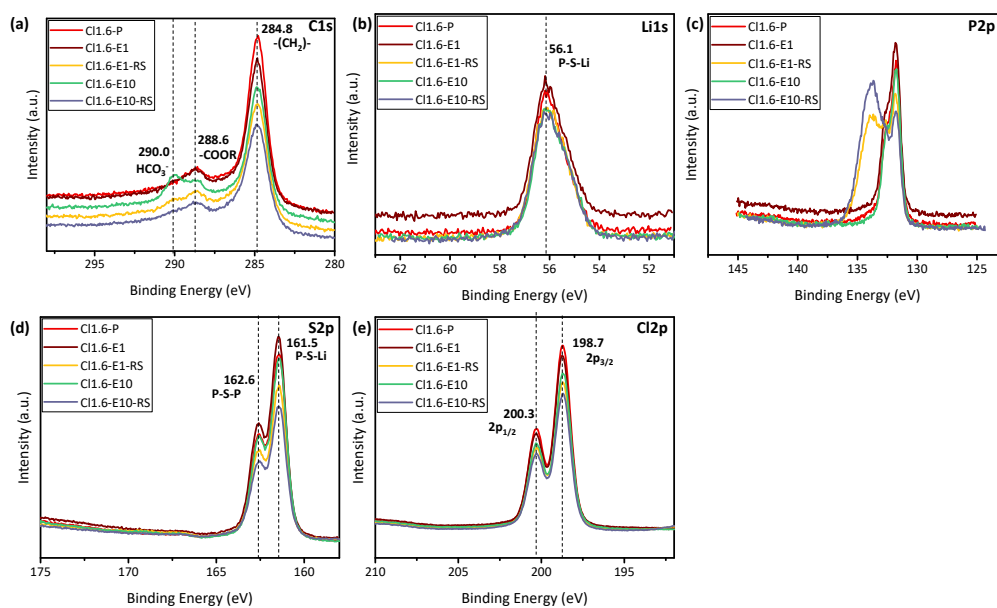 (a)
C1s
Cl1.6-P
Cl1.6-E1
Cl1.6-E1-RS
Cl1.6-E10
Cl1.6-E10-RS
284.8
-(CH₂)-
288.6
-COOR
290.0
HCO₃⁻
Intensity (a.u.)
295 290 285 280
Binding Energy (eV)
(b)
Li1s
Cl1.6-P
Cl1.6-E1
Cl1.6-E1-RS
Cl1.6-E10
Cl1.6-E10-RS
56.1
P-S-Li
Intensity (a.u.)
62 60 58 56 54 52
Binding Energy (eV)
(c)
P2p
Cl1.6-P
Cl1.6-E1
Cl1.6-E1-RS
Cl1.6-E10
Cl1.6-E10-RS
Intensity (a.u.)
145 140 135 130 125
Binding Energy (eV)
(d)
S2p
Cl1.6-P
Cl1.6-E1
Cl1.6-E1-RS
Cl1.6-E10
Cl1.6-E10-RS
161.5
P-S-Li
162.6
P-S-P
Intensity (a.u.)
175 170 165 160
Binding Energy (eV)
(e)
Cl2p
Cl1.6-P
Cl1.6-E1
Cl1.6-E1-RS
Cl1.6-E10
Cl1.6-E10-RS
198.7
2p₃/₂
200.3
2p₁/₂
Intensity (a.u.)
210 205 200 195
Binding Energy (eV)